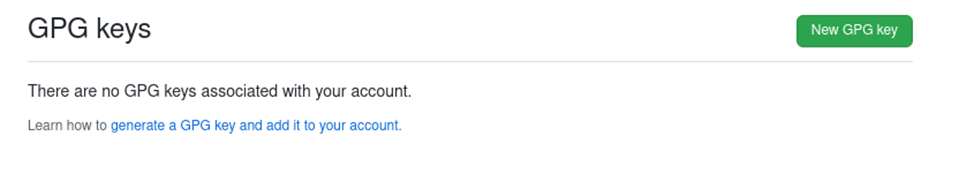 GPG keys
New GPG key
There are no GPG keys associated with your account.
Learn how to generate a GPG key and add it to your account.